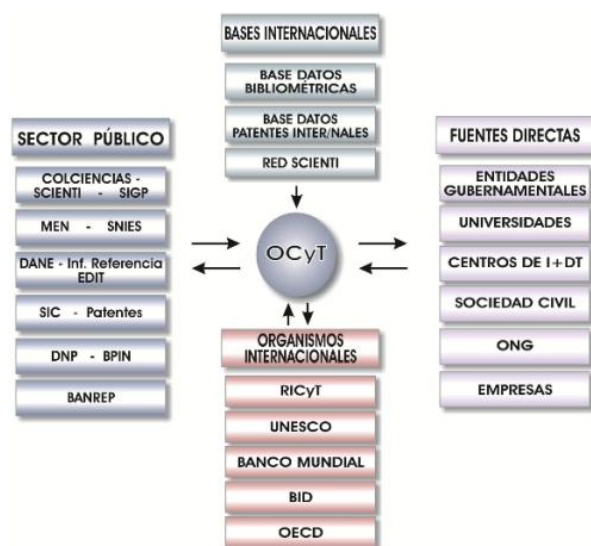 BASES INTERNACIONALES
BASE DATOS
BIBLIOMÉTRICAS
BASE DATOS
PATENTES INTER/NALES
RED SCIENTI
SECTOR PÚBLICO
COLCIENCIAS -
SCIENTI - SIGP
MEN - SNIES
DANE - Inf. Referencia
EDIT
SIC - Patentes
DNP - BPIN
BANREP
OCyT
FUENTES DIRECTAS
ENTIDADES
GUBERNAMENTALES
UNIVERSIDADES
CENTROS DE I+DT
SOCIEDAD CIVIL
ONG
EMPRESAS
ORGANISMOS
INTERNACIONALES
RICyT
UNESCO
BANCO MUNDIAL
BID
OECD